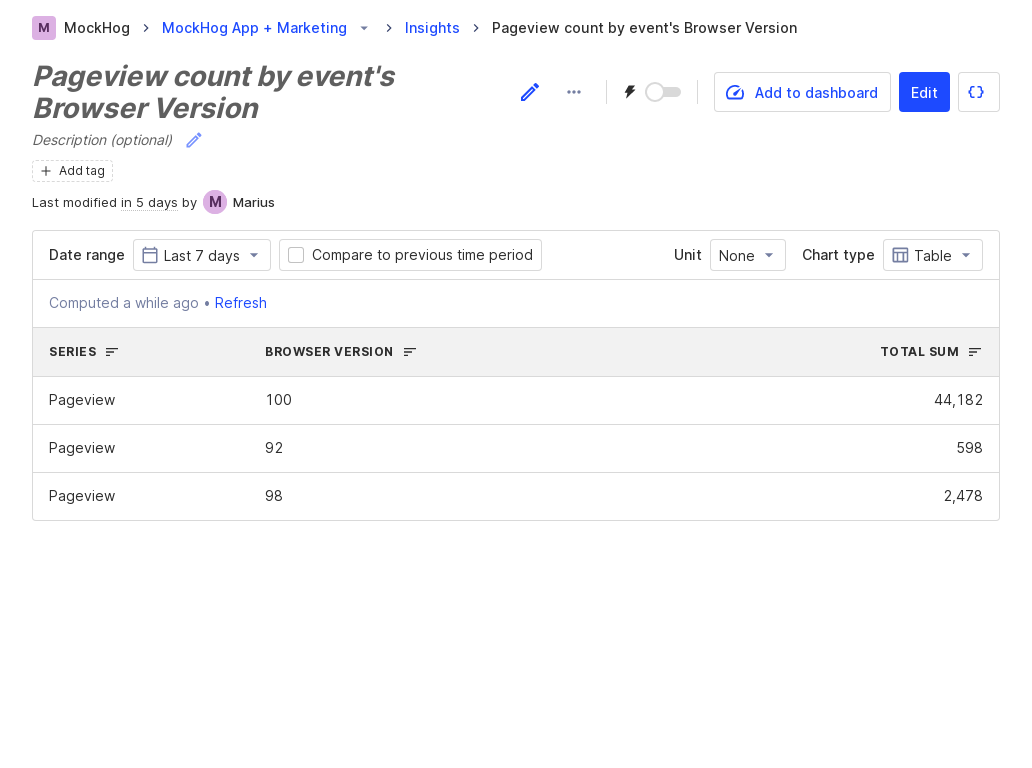 M MockHog MockHog App + Marketing Insights Pageview count by event's Browser Version
Pageview count by event's
Browser Version
Add to dashboard Edit
Description (optional)
Add tag
Last modified in 5 days by M Marius
Date range Last 7 days Compare to previous time period Unit None Chart type Table
Computed a while ago • Refresh
SERIES BROWSER VERSION TOTAL SUM
Pageview 100 44,182
Pageview 92 598
Pageview 98 2,478